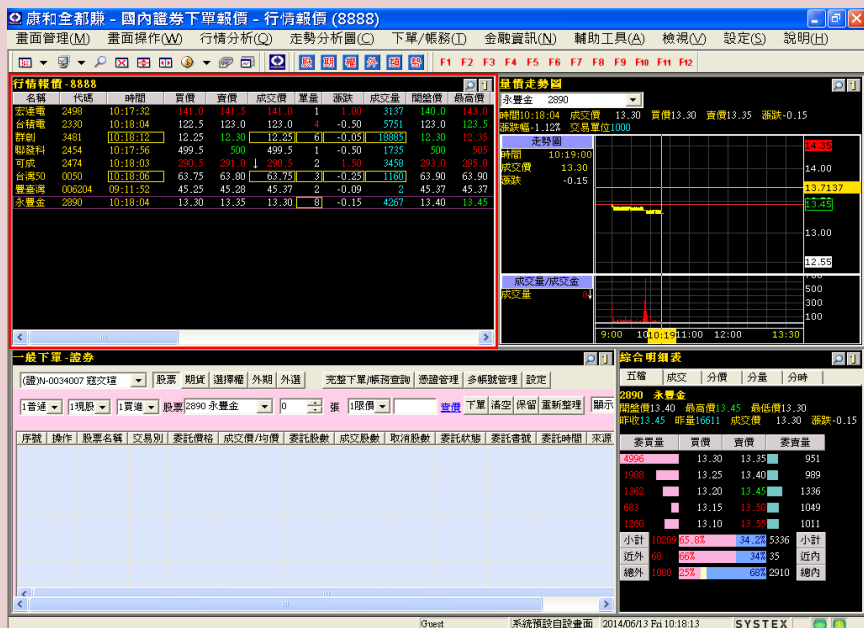 康和全都賺 - 國內證券下單報價 - 行情報價 (8888)
畫面管理(M) 畫面操作(W) 行情分析(Q) 走勢分析圖(C) 下單/帳務(T) 金融資訊(N) 輔助工具(A) 檢視(V) 設定(S) 說明(H)
股 期 權 外 類 勢 F1 F2 F3 F4 F5 F6 F7 F8 F9 F10 F11 F12
行情報價-8888
名稱 代碼 時間 買價 賣價 成交價 單量 漲跌 成交量 開盤價 最高價
宏達電 2498 10:17:32 141.0 141.5 141.0 1 1.00 3137 140.0 143.0
台積電 2330 10:18:04 122.5 123.0 123.0 4 -0.50 5751 123.0 123.5
群創 3481 10:18:12 12.25 12.30 12.25 6 -0.05 18885 12.30 12.35
聯發科 2454 10:17:56 499.5 500 499.5 1 -0.50 1735 500 505
可成 2474 10:18:03 290.5 291.0 ↓ 290.5 2 1.50 3458 293.0 295.0
台灣50 0050 10:18:06 63.75 63.80 63.75 3 -0.25 1160 63.90 63.90
豐臺灣 006204 09:11:52 45.25 45.28 45.37 2 -0.09 2 45.37 45.37
永豐金 2890 10:18:04 13.30 13.35 13.30 8 -0.15 4267 13.40 13.45
量價走勢圖
永豐金 2890
時間10:18:04 成交價 13.30 買價13.30 賣價13.35 漲跌-0.15
漲跌幅-1.12% 交易單位1000
走勢圖
時間 10:19:00
成交價 13.30
漲跌 -0.15
14.35
14.00
13.7137
13.45
13.00
12.55
成交量/成交金
成交量 8↓
500
300
100
9:00 10:19 11:00 12:00 13:30
一般下單-證券
(證)N-0034007 寇文瑄 股票 期貨 選擇權 外期 外選 完整下單/帳務查詢 憑證管理 多帳號管理 設定
1普通 1現股 1買進 股票 2890 永豐金 0 張 1限價 查價 下單 清空 保留 重新整理 顯示
序號 操作 股票名稱 交易別 委託價格 成交價/均價 委託股數 成交股數 取消股數 委託狀態 委託書號 委託時間 來源
綜合明細表
五檔 成交 分價 分量 分時
2890 永豐金
開盤價13.40 最高價13.45 最低價13.30
昨收13.45 昨量16611 成交價 13.30 漲跌-0.15
委買量 買價 賣價 委賣量
4996 13.30 13.35 951
1988 13.25 13.40 989
1362 13.20 13.45 1336
683 13.15 13.50 1049
1260 13.10 13.55 1011
小計 10289 65.8% 34.2% 5336 小計
近外 68 66% 34% 35 近內
總外 1080 25% 68% 2910 總內
Guest 系統預設自設畫面 2014/06/13 Fri 10:18:13 SYSTEX